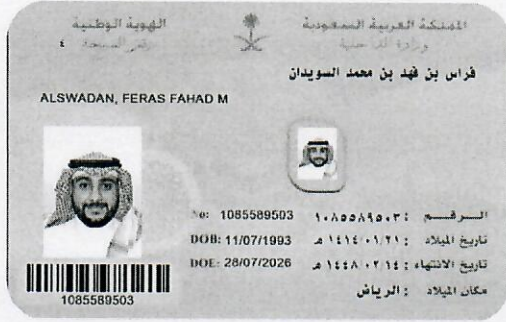 المملكة العربية السعودية
وزارة الداخلية
الهوية الوطنية
رقم النسخة ٤
فراس بن فهد بن محمد السويدان
ALSWADAN, FERAS FAHAD M
الرقم : ١٠٨٥٥٨٩٥٠٣
No: 1085589503
تاريخ الميلاد : ١٤١٤/٠١/٢١ هـ
DOB: 11/07/1993
تاريخ الانتهاء : ١٤٤٨/٠٢/١٤ هـ
DOE: 28/07/2026
مكان الميلاد : الرياض
1085589503